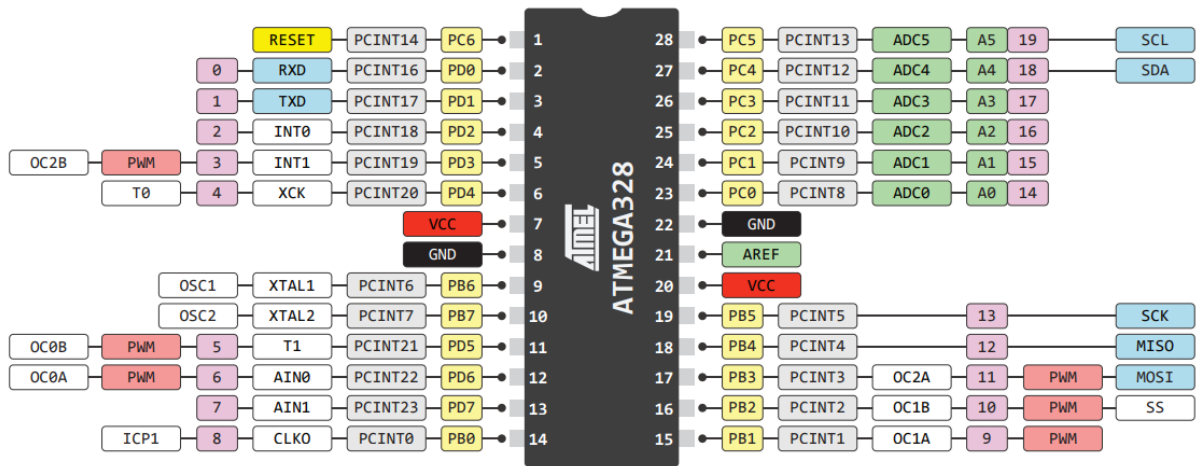 RESET PCINT14 PC6 1 28 PC5 PCINT13 ADC5 A5 19 SCL
0 RXD PCINT16 PD0 2 27 PC4 PCINT12 ADC4 A4 18 SDA
1 TXD PCINT17 PD1 3 26 PC3 PCINT11 ADC3 A3 17
2 INT0 PCINT18 PD2 4 25 PC2 PCINT10 ADC2 A2 16
OC2B PWM 3 INT1 PCINT19 PD3 5 24 PC1 PCINT9 ADC1 A1 15
T0 4 XCK PCINT20 PD4 6 23 PC0 PCINT8 ADC0 A0 14
VCC 7 22 GND
GND 8 21 AREF
OSC1 XTAL1 PCINT6 PB6 9 20 VCC
OSC2 XTAL2 PCINT7 PB7 10 19 PB5 PCINT5 13 SCK
OC0B PWM 5 T1 PCINT21 PD5 11 18 PB4 PCINT4 12 MISO
OC0A PWM 6 AIN0 PCINT22 PD6 12 17 PB3 PCINT3 OC2A 11 PWM MOSI
7 AIN1 PCINT23 PD7 13 16 PB2 PCINT2 OC1B 10 PWM SS
ICP1 8 CLKO PCINT0 PB0 14 15 PB1 PCINT1 OC1A 9 PWM
ATMEL
ATMEGA328